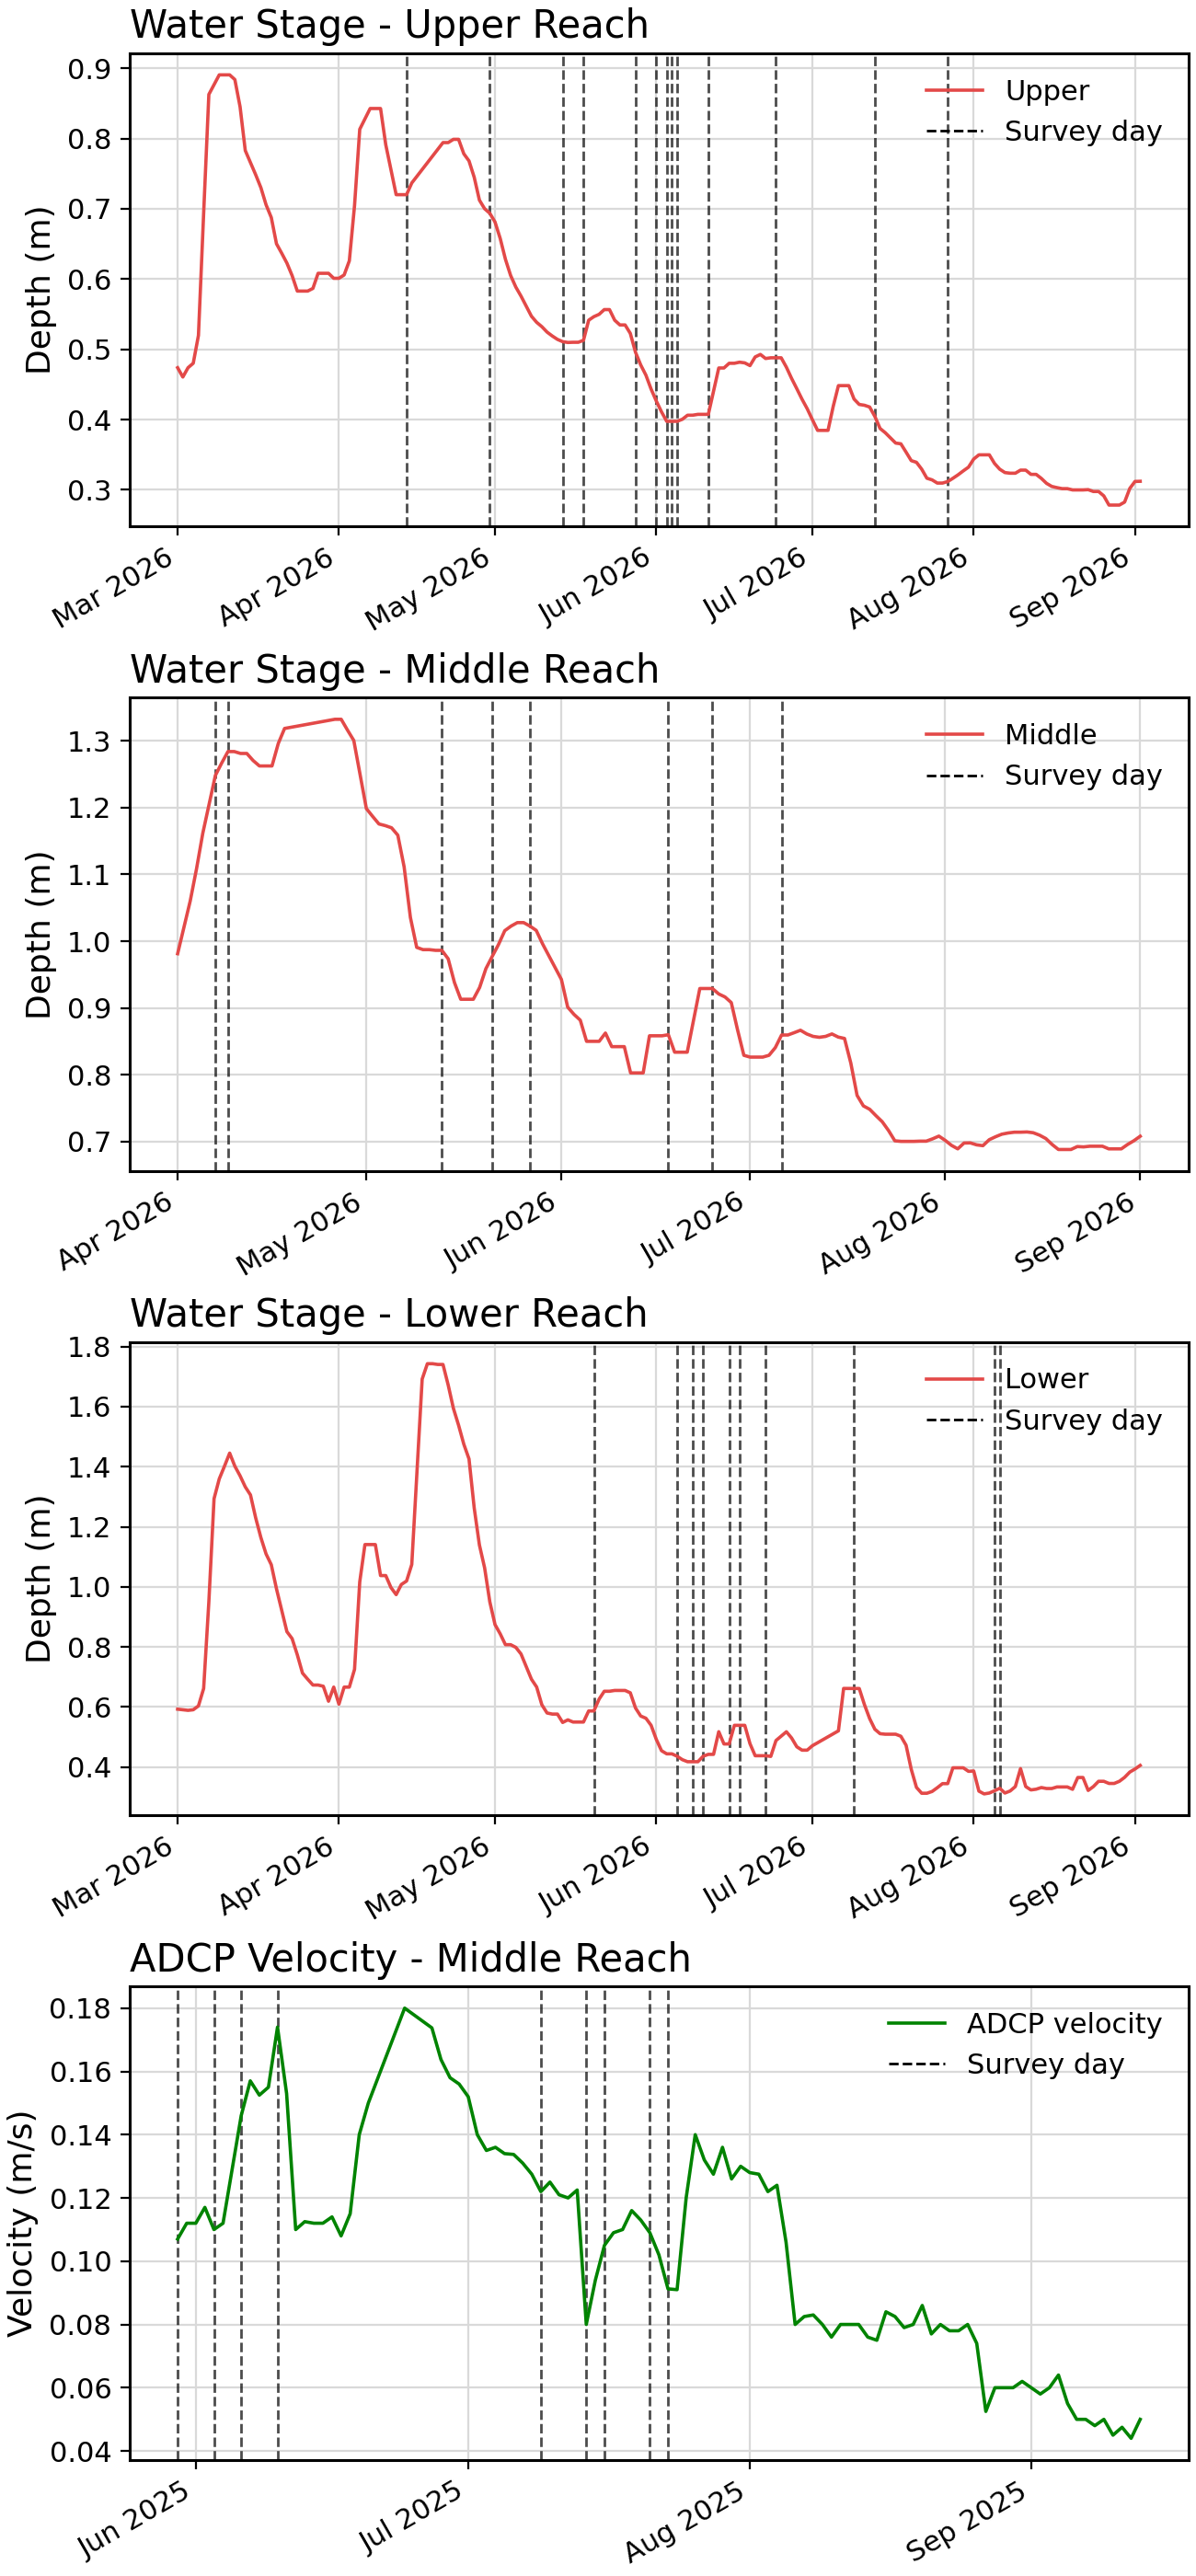 Water Stage - Upper Reach
Depth (m)
0.9
0.8
0.7
0.6
0.5
0.4
0.3
Upper
Survey day
Mar 2026
Apr 2026
May 2026
Jun 2026
Jul 2026
Aug 2026
Sep 2026
Water Stage - Middle Reach
Depth (m)
1.3
1.2
1.1
1.0
0.9
0.8
0.7
Middle
Survey day
Apr 2026
May 2026
Jun 2026
Jul 2026
Aug 2026
Sep 2026
Water Stage - Lower Reach
Depth (m)
1.8
1.6
1.4
1.2
1.0
0.8
0.6
0.4
Lower
Survey day
Mar 2026
Apr 2026
May 2026
Jun 2026
Jul 2026
Aug 2026
Sep 2026
ADCP Velocity - Middle Reach
Velocity (m/s)
0.18
0.16
0.14
0.12
0.10
0.08
0.06
0.04
ADCP velocity
Survey day
Jun 2025
Jul 2025
Aug 2025
Sep 2025